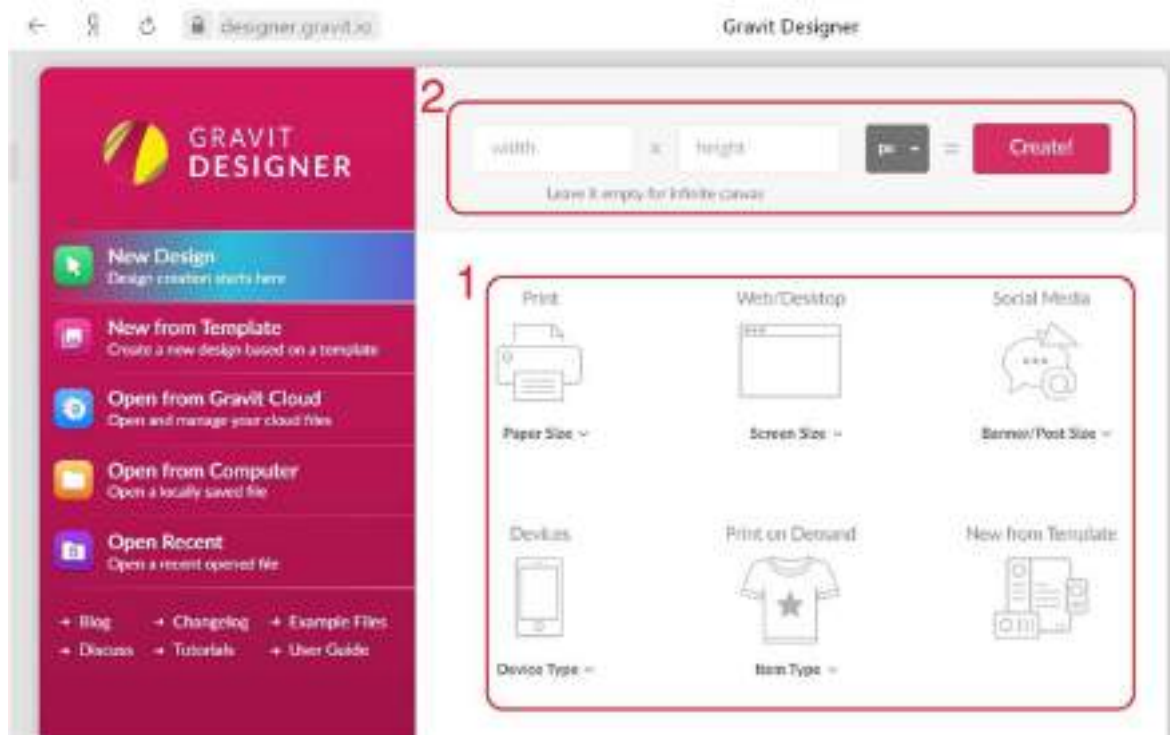 designer.gravit.io
Gravit Designer
GRAVIT
DESIGNER
2
width
x
height
px
=
Create!
Leave it empty for infinite canvas
New Design
Design creation starts here
New from Template
Create a new design based on a template
Open from Gravit Cloud
Open and manage your cloud files
Open from Computer
Open a locally saved file
Open Recent
Open a recent opened file
Blog Changelog Example Files
Discuss Tutorials User Guide
1
Print Web/Desktop Social Media
Paper Size Screen Size Banner/Post Size
Devices Print on Demand New from Template
Device Type Item Type